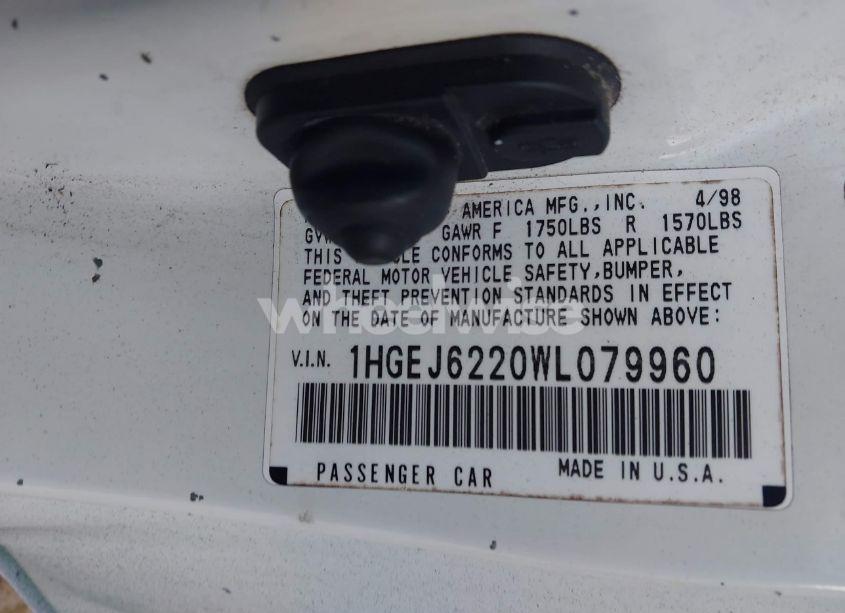 AMERICA MFG.,INC. 4/98
GAWR F 1750LBS R 1570LBS
THIS CONFORMS TO ALL APPLICABLE
FEDERAL MOTOR VEHICLE SAFETY,BUMPER,
AND THEFT PREVENTION STANDARDS IN EFFECT
ON THE DATE OF MANUFACTURE SHOWN ABOVE:
wheelwise
V.I.N. 1HGEJ6220WL079960
PASSENGER CAR MADE IN U.S.A.